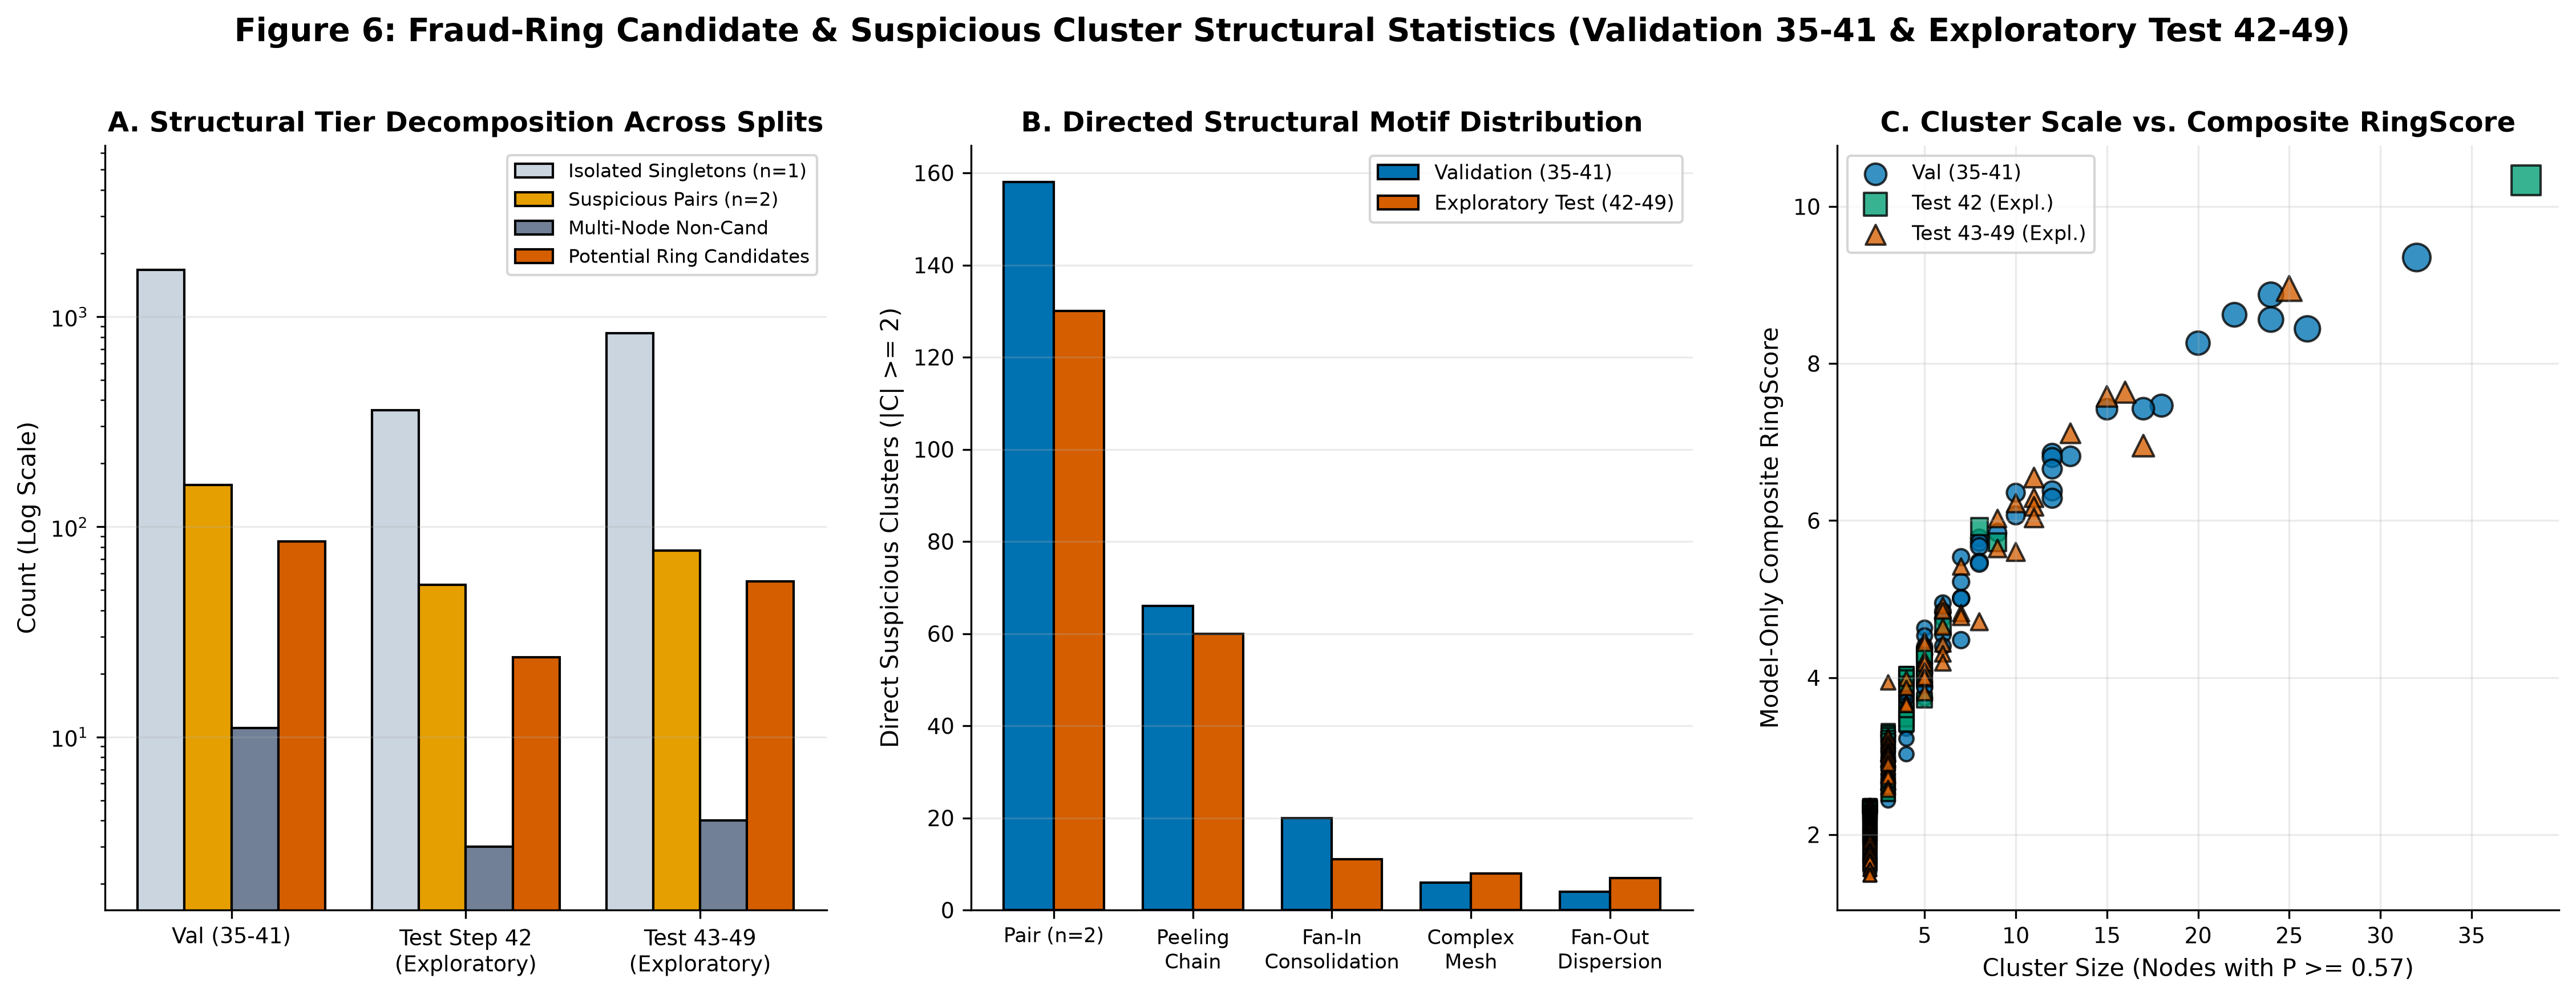 Figure 6: Fraud-Ring Candidate & Suspicious Cluster Structural Statistics (Validation 35-41 & Exploratory Test 42-49)
A. Structural Tier Decomposition Across Splits
Count (Log Scale)
10³
10²
10¹
Isolated Singletons (n=1)
Suspicious Pairs (n=2)
Multi-Node Non-Cand
Potential Ring Candidates
Val (35-41)
Test Step 42
(Exploratory)
Test 43-49
(Exploratory)
B. Directed Structural Motif Distribution
Direct Suspicious Clusters (|C| >= 2)
160
140
120
100
80
60
40
20
0
Validation (35-41)
Exploratory Test (42-49)
Pair (n=2)
Peeling
Chain
Fan-In
Consolidation
Complex
Mesh
Fan-Out
Dispersion
C. Cluster Scale vs. Composite RingScore
Model-Only Composite RingScore
10
8
6
4
2
Val (35-41)
Test 42 (Expl.)
Test 43-49 (Expl.)
5
10
15
20
25
30
35
Cluster Size (Nodes with P >= 0.57)